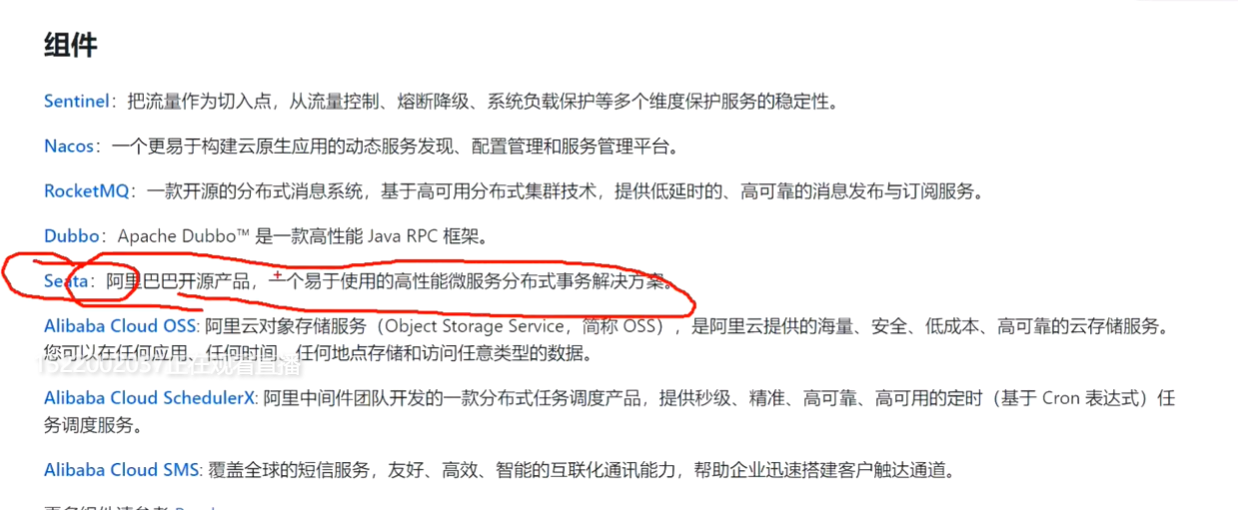 组件
Sentinel：把流量作为切入点，从流量控制、熔断降级、系统负载保护等多个维度保护服务的稳定性。
Nacos：一个更易于构建云原生应用的动态服务发现、配置管理和服务管理平台。
RocketMQ：一款开源的分布式消息系统，基于高可用分布式集群技术，提供低延时的、高可靠的消息发布与订阅服务。
Dubbo：Apache Dubbo™ 是一款高性能 Java RPC 框架。
Seata：阿里巴巴开源产品，一个易于使用的高性能微服务分布式事务解决方案。
Alibaba Cloud OSS: 阿里云对象存储服务（Object Storage Service，简称 OSS），是阿里云提供的海量、安全、低成本、高可靠的云存储服务。
您可以在任何应用、任何时间、任何地点存储和访问任意类型的数据。
1522002037正在观看直播
Alibaba Cloud SchedulerX: 阿里中间件团队开发的一款分布式任务调度产品，提供秒级、精准、高可靠、高可用的定时（基于 Cron 表达式）任
务调度服务。
Alibaba Cloud SMS: 覆盖全球的短信服务，友好、高效、智能的互联化通讯能力，帮助企业迅速搭建客户触达通道。